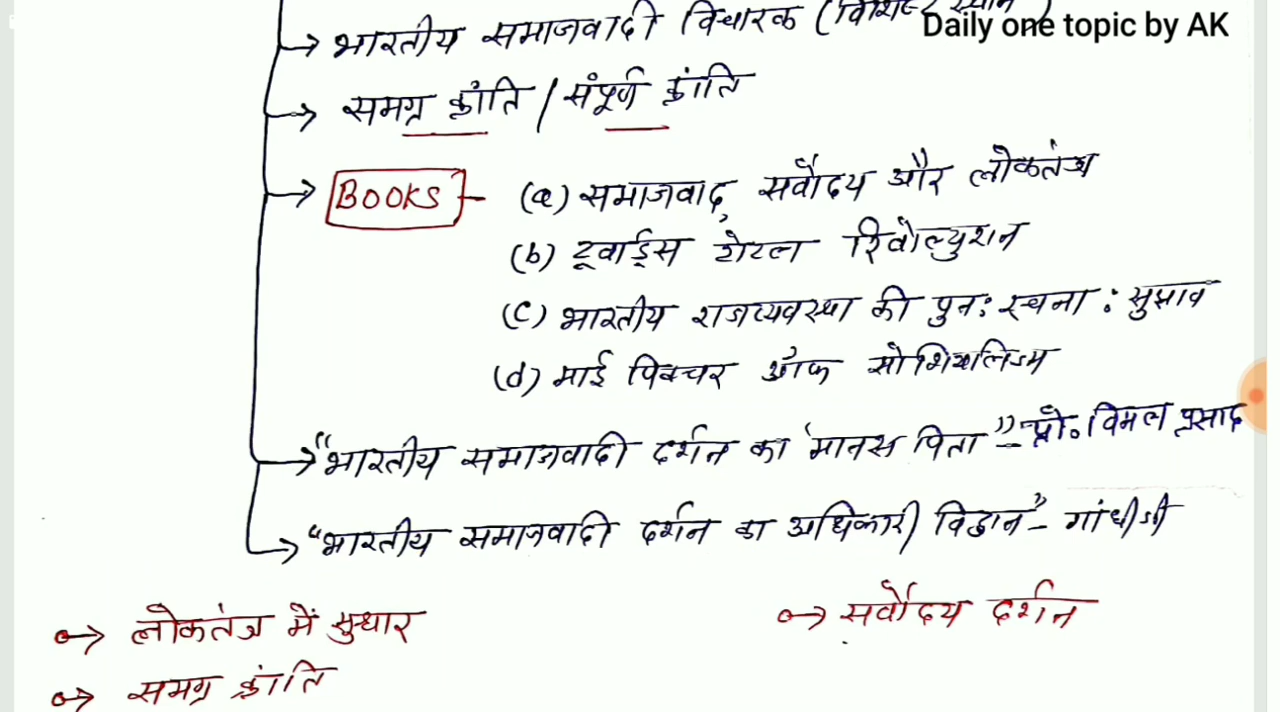 → भारतीय समाजवादी विचारक (विशिष्ट स्थान)
Daily one topic by AK
→ समग्र क्रांति / संपूर्ण क्रांति
→ BOOKS - (a) समाजवाद, सर्वोदय और लोकतंत्र
(b) टूवार्ड्स टोटल रिवोल्युशन
(c) भारतीय राजव्यवस्था की पुनः रचना : सुझाव
(d) माई पिक्चर ऑफ सोशियलिज्म
→ "भारतीय समाजवादी दर्शन का 'मानस पिता" - प्रो. विमल प्रसाद
→ "भारतीय समाजवादी दर्शन का अधिकारी विद्वान" - गांधीजी
→ लोकतंत्र में सुधार
→ सर्वोदय दर्शन
→ समग्र क्रांति